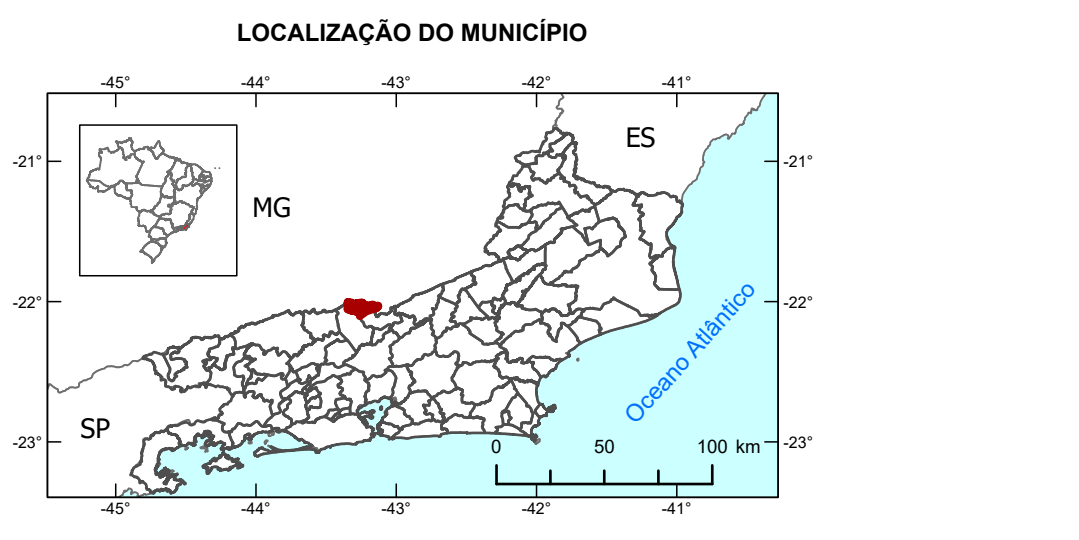 LOCALIZAÇÃO DO MUNICÍPIO
-45° -44° -43° -42° -41°
ES
-21° -21°
MG
-22° -22°
Oceano Atlântico
SP
-23° -23°
0 50 100 km
-45° -44° -43° -42° -41°